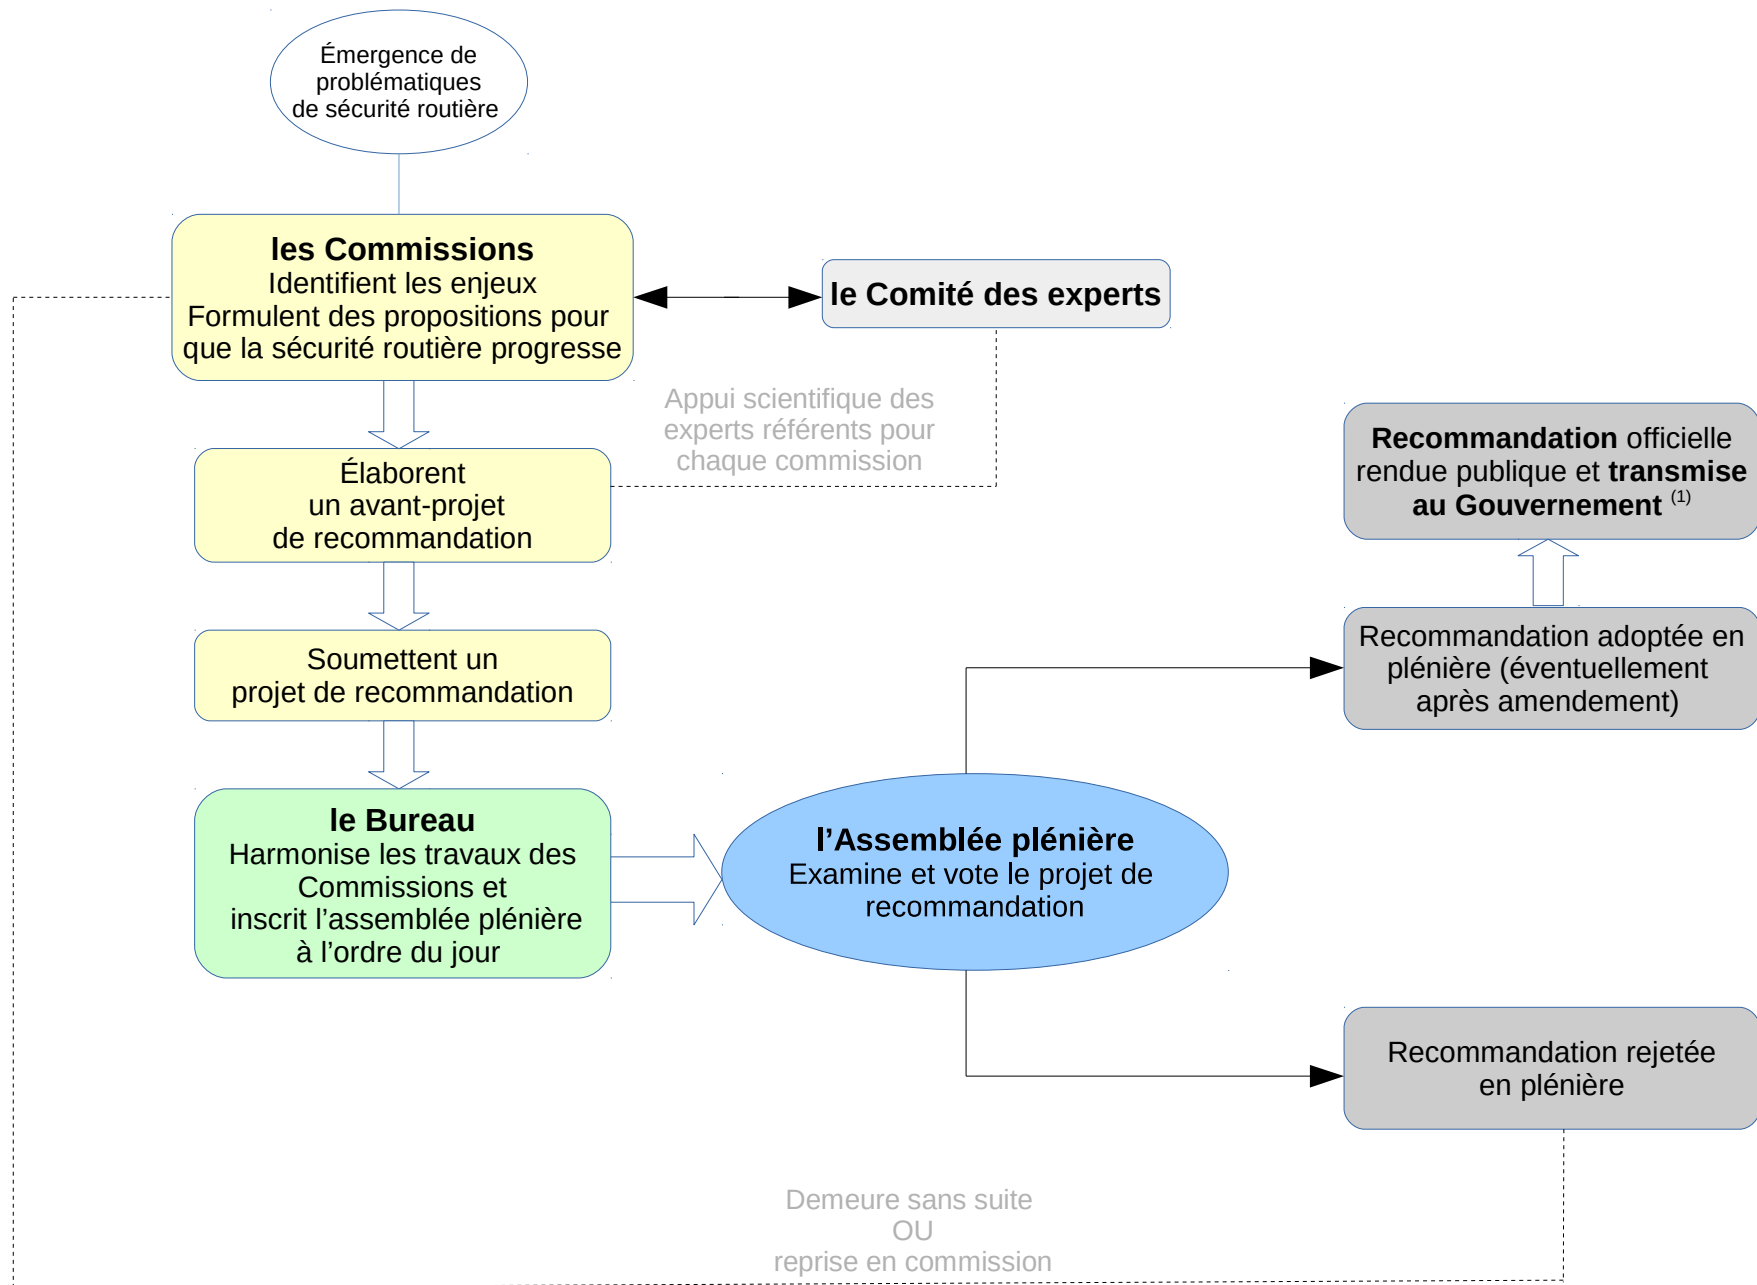 Émergence de
problématiques
de sécurité routière
les Commissions
Identifient les enjeux
Formulent des propositions pour
que la sécurité routière progresse
le Comité des experts
Appui scientifique des
experts référents pour
chaque commission
Élaborent
un avant-projet
de recommandation
Soumettent un
projet de recommandation
le Bureau
Harmonise les travaux des
Commissions et
inscrit l’assemblée plénière
à l’ordre du jour
l’Assemblée plénière
Examine et vote le projet de
recommandation
Recommandation officielle
rendue publique et transmise
au Gouvernement (1)
Recommandation adoptée en
plénière (éventuellement
après amendement)
Recommandation rejetée
en plénière
Demeure sans suite
OU
reprise en commission